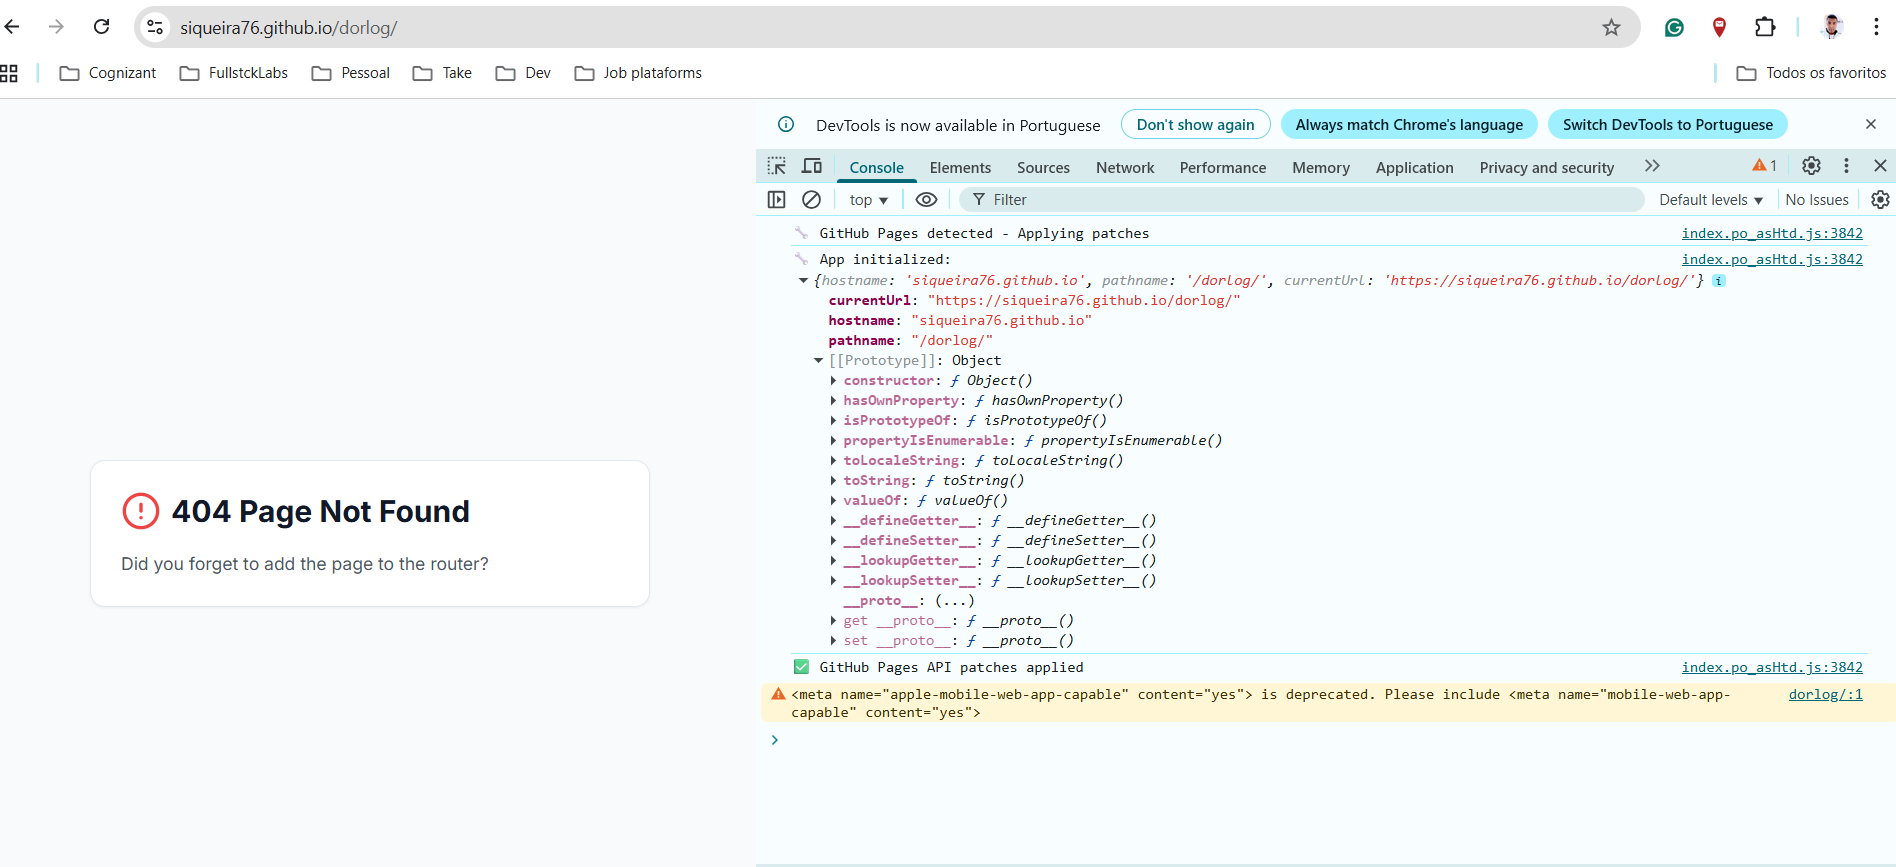 siqueira76.github.io/dorlog/
Cognizant
FullstckLabs
Pessoal
Take
Dev
Job plataforms
Todos os favoritos
DevTools is now available in Portuguese
Don't show again
Always match Chrome's language
Switch DevTools to Portuguese
Console
Elements
Sources
Network
Performance
Memory
Application
Privacy and security
1
top
Filter
Default levels
No Issues
GitHub Pages detected - Applying patches index.po_asHtd.js:3842
App initialized: index.po_asHtd.js:3842
{hostname: 'siqueira76.github.io', pathname: '/dorlog/', currentUrl: 'https://siqueira76.github.io/dorlog/'} i
currentUrl: "https://siqueira76.github.io/dorlog/"
hostname: "siqueira76.github.io"
pathname: "/dorlog/"
[[Prototype]]: Object
constructor: ƒ Object()
hasOwnProperty: ƒ hasOwnProperty()
isPrototypeOf: ƒ isPrototypeOf()
propertyIsEnumerable: ƒ propertyIsEnumerable()
toLocaleString: ƒ toLocaleString()
toString: ƒ toString()
valueOf: ƒ valueOf()
__defineGetter__: ƒ __defineGetter__()
__defineSetter__: ƒ __defineSetter__()
__lookupGetter__: ƒ __lookupGetter__()
__lookupSetter__: ƒ __lookupSetter__()
__proto__: (...)
get __proto__: ƒ __proto__()
set __proto__: ƒ __proto__()
GitHub Pages API patches applied index.po_asHtd.js:3842
<meta name="apple-mobile-web-app-capable" content="yes"> is deprecated. Please include <meta name="mobile-web-app- dorlog/:1
capable" content="yes">
404 Page Not Found
Did you forget to add the page to the router?